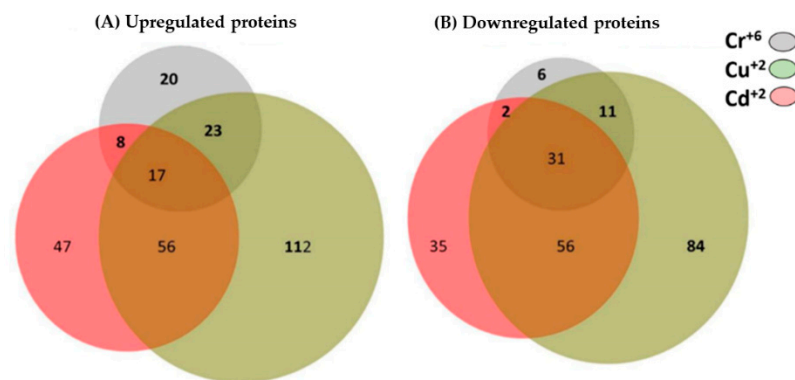 (A) Upregulated proteins
(B) Downregulated proteins
Cr+6
Cu+2
Cd+2
20
8
23
17
47
56
112
6
2
11
31
35
56
84